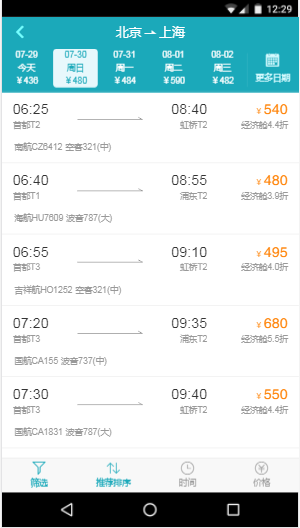 12:29
北京 → 上海
07-29 07-30 07-31 08-01 08-02
今天 周日 周一 周二 周三
¥436 ¥480 ¥484 ¥590 ¥482 更多日期
06:25 08:40 ¥540
首都T2 虹桥T2 经济舱4.4折
南航CZ6412 空客321(中)
06:40 08:55 ¥480
首都T1 浦东T2 经济舱3.9折
海航HU7609 波音787(大)
06:55 09:10 ¥495
首都T3 虹桥T2 经济舱4.0折
吉祥航HO1252 空客321(中)
07:20 09:35 ¥680
首都T3 浦东T2 经济舱5.5折
国航CA155 波音737(中)
07:30 09:40 ¥550
首都T3 虹桥T2 经济舱4.4折
国航CA1831 波音787(大)
筛选 推荐排序 时间 价格